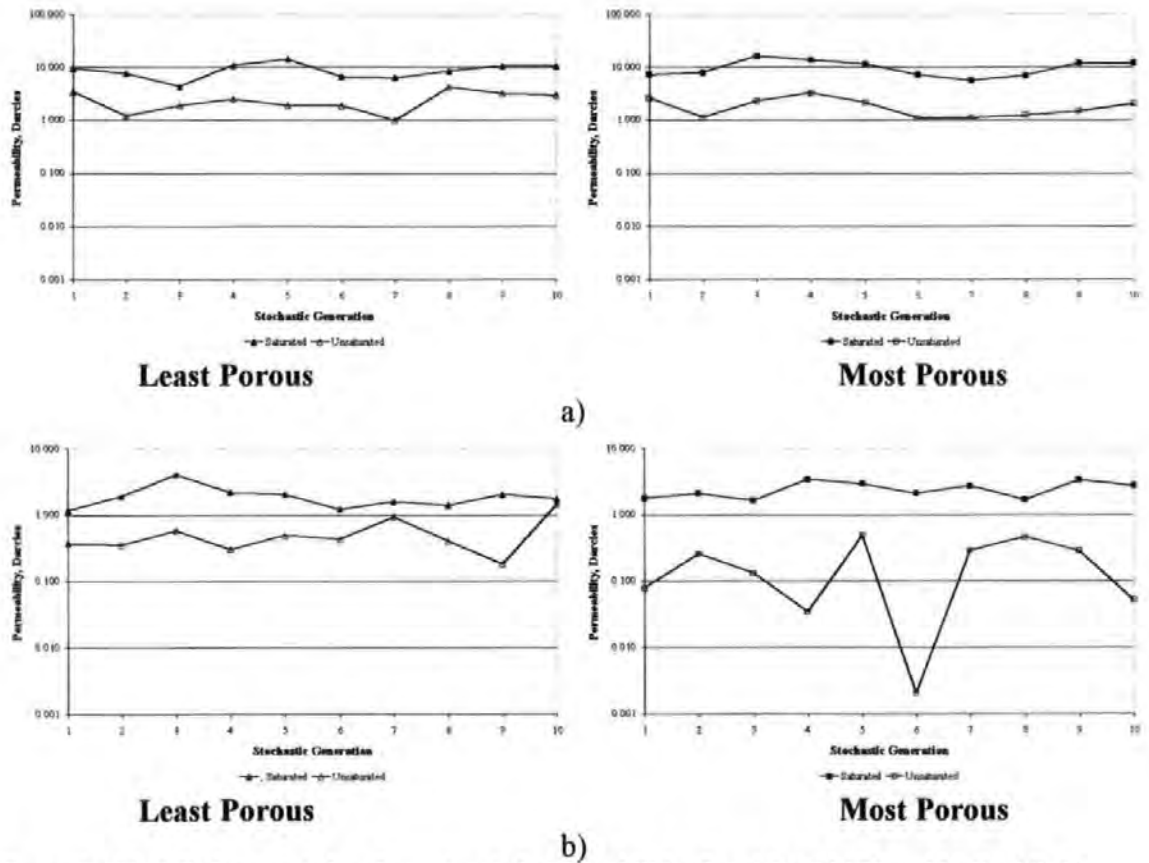 100.000
10.000
1.000
0.100
0.010
0.001
Permeability, Darcies
1 2 3 4 5 6 7 8 9 10
Stochastic Generation
Saturated Unsaturated
Least Porous
100.000
10.000
1.000
0.100
0.010
0.001
Permeability, Darcies
1 2 3 4 5 6 7 8 9 10
Stochastic Generation
Saturated Unsaturated
Most Porous
a)
10.000
1.000
0.100
0.010
0.001
Permeability, Darcies
1 2 3 4 5 6 7 8 9 10
Stochastic Generation
Saturated Unsaturated
Least Porous
10.000
1.000
0.100
0.010
0.001
Permeability, Darcies
1 2 3 4 5 6 7 8 9 10
Stochastic Generation
Saturated Unsaturated
Most Porous
b)